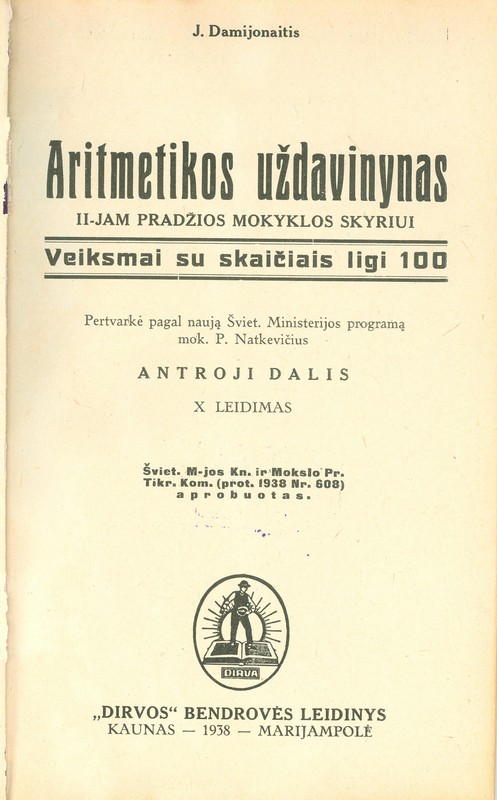 J. Damijonaitis
Aritmetikos uždavinynas
II-JAM PRADŽIOS MOKYKLOS SKYRIUI
Veiksmai su skaičiais ligi 100
Pertvarkė pagal naują Šviet. Ministerijos programą
mok. P. Natkevičius
ANTROJI DALIS
X LEIDIMAS
Šviet. M-jos Kn. ir Mokslo Pr.
Tikr. Kom. (prot. 1938 Nr. 608)
aprobuotas.
DIRVA
„DIRVOS“ BENDROVĖS LEIDINYS
KAUNAS — 1938 — MARIJAMPOLĖ